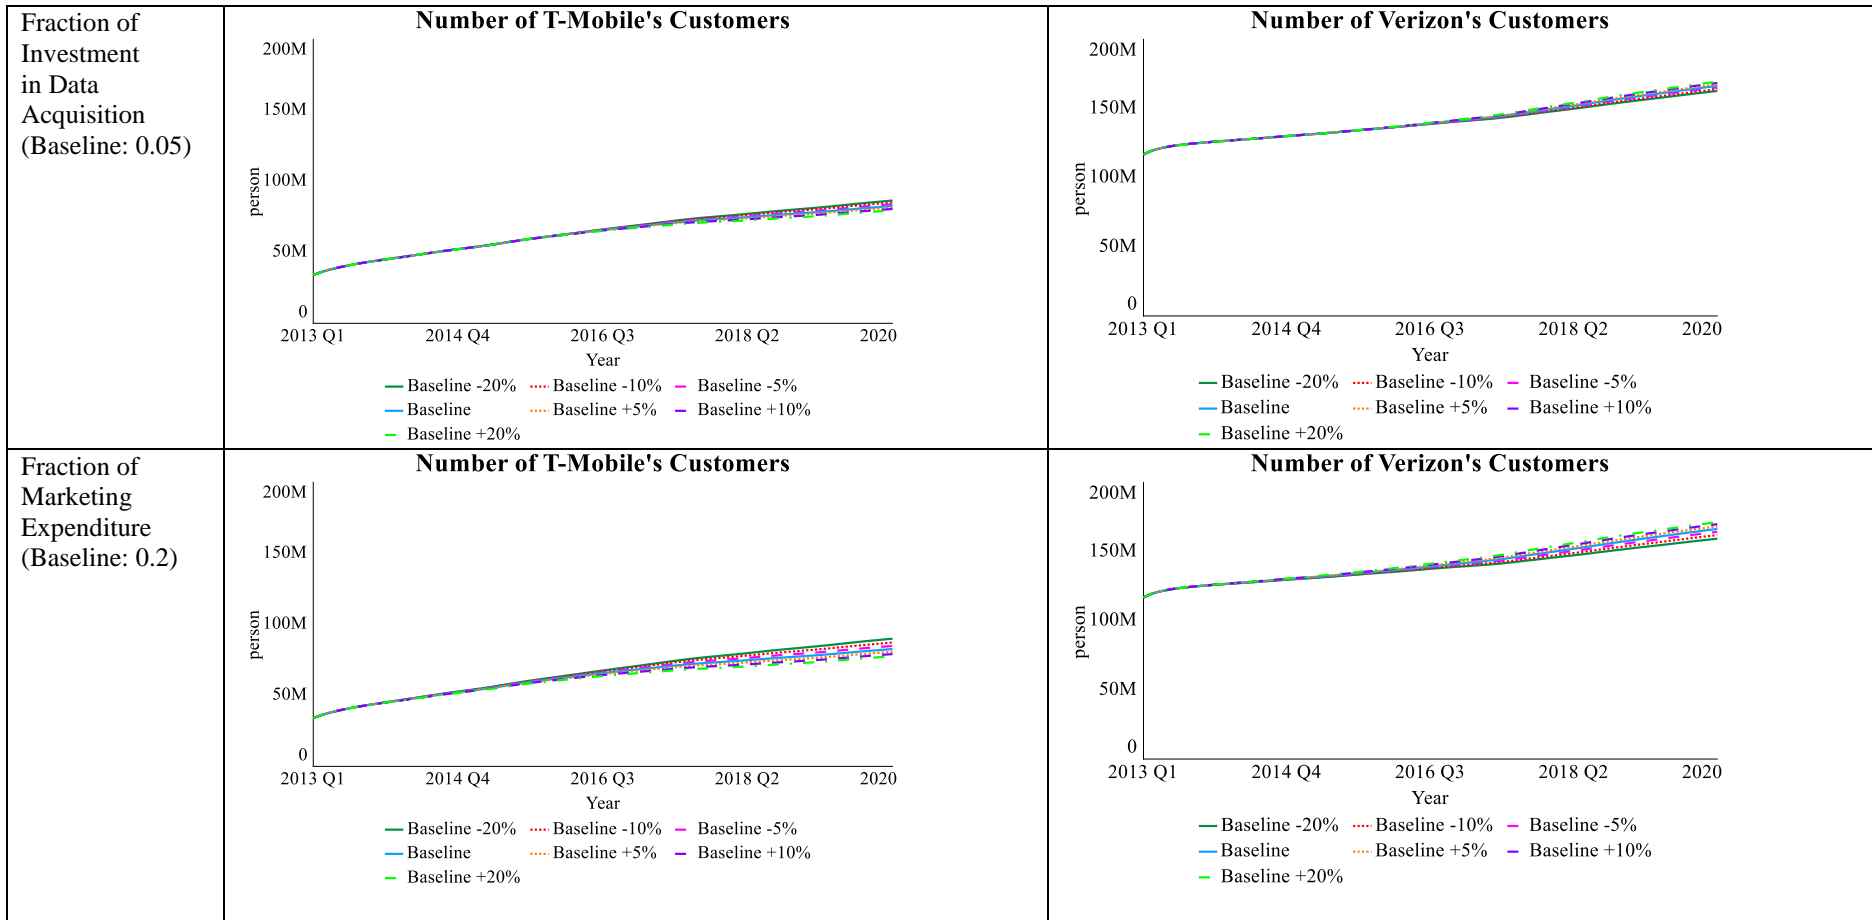 Fraction of
Investment
in Data
Acquisition
(Baseline: 0.05)
Number of T-Mobile's Customers
200M
150M
100M
50M
0
person
2013 Q1 2014 Q4 2016 Q3 2018 Q2 2020
Year
Baseline -20% Baseline -10% Baseline -5%
Baseline Baseline +5% Baseline +10%
Baseline +20%
Number of Verizon's Customers
200M
150M
100M
50M
0
person
2013 Q1 2014 Q4 2016 Q3 2018 Q2 2020
Year
Baseline -20% Baseline -10% Baseline -5%
Baseline Baseline +5% Baseline +10%
Baseline +20%
Fraction of
Marketing
Expenditure
(Baseline: 0.2)
Number of T-Mobile's Customers
200M
150M
100M
50M
0
person
2013 Q1 2014 Q4 2016 Q3 2018 Q2 2020
Year
Baseline -20% Baseline -10% Baseline -5%
Baseline Baseline +5% Baseline +10%
Baseline +20%
Number of Verizon's Customers
200M
150M
100M
50M
0
person
2013 Q1 2014 Q4 2016 Q3 2018 Q2 2020
Year
Baseline -20% Baseline -10% Baseline -5%
Baseline Baseline +5% Baseline +10%
Baseline +20%